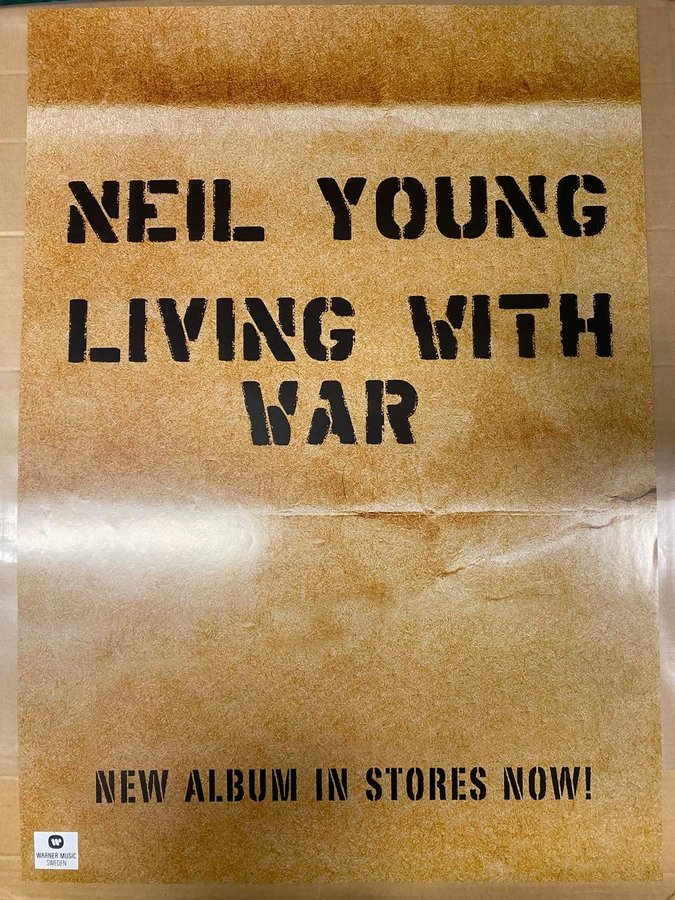 NEIL YOUNG
LIVING WITH
WAR
NEW ALBUM IN STORES NOW!
WARNER MUSIC
SWEDEN